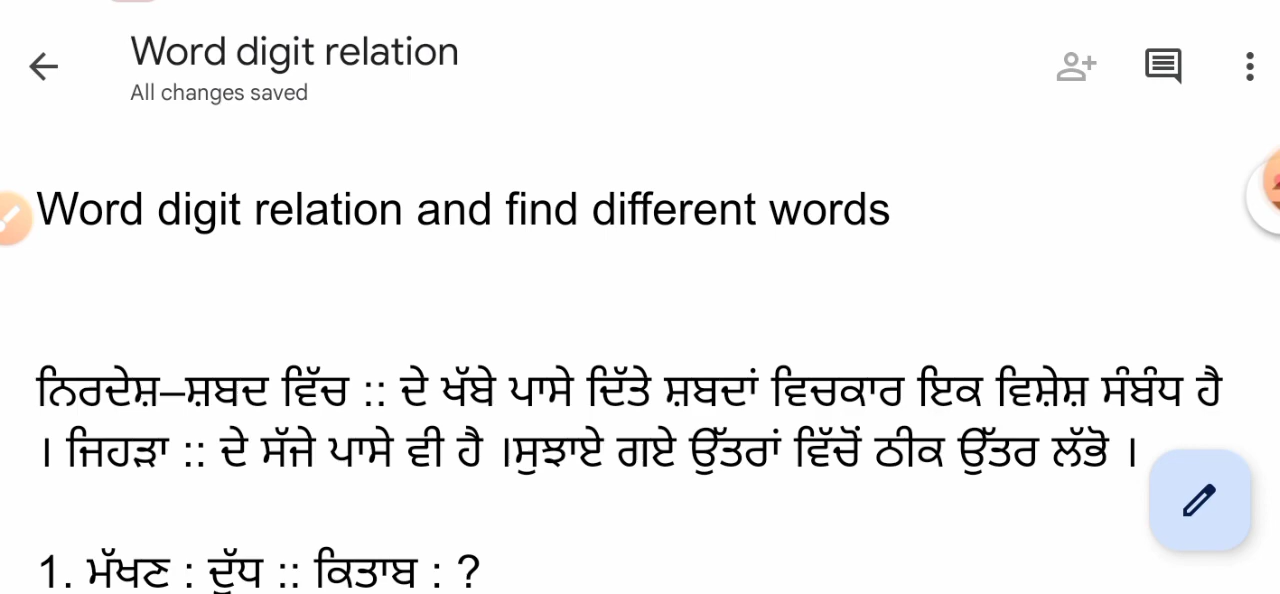 Word digit relation
All changes saved
Word digit relation and find different words
ਨਿਰਦੇਸ਼–ਸ਼ਬਦ ਵਿੱਚ :: ਦੇ ਖੱਬੇ ਪਾਸੇ ਦਿੱਤੇ ਸ਼ਬਦਾਂ ਵਿਚਕਾਰ ਇਕ ਵਿਸ਼ੇਸ਼ ਸੰਬੰਧ ਹੈ
। ਜਿਹੜਾ :: ਦੇ ਸੱਜੇ ਪਾਸੇ ਵੀ ਹੈ ।ਸੁਝਾਏ ਗਏ ਉੱਤਰਾਂ ਵਿੱਚੋਂ ਠੀਕ ਉੱਤਰ ਲੱਭੋ ।
1. ਮੱਖਣ : ਦੁੱਧ :: ਕਿਤਾਬ : ?